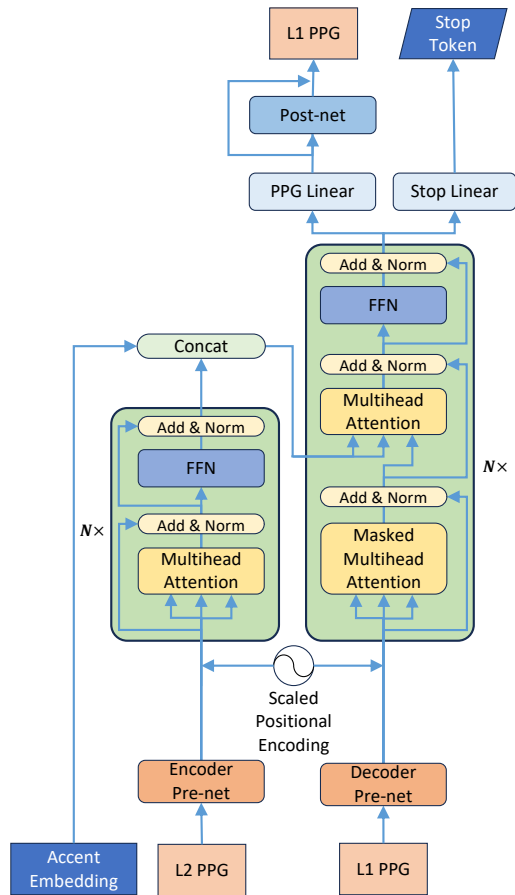 L1 PPG
Stop
Token
Post-net
PPG Linear
Stop Linear
Add & Norm
FFN
Add & Norm
Multihead
Attention
Add & Norm
Masked
Multihead
Attention
N×
Concat
Add & Norm
FFN
Add & Norm
Multihead
Attention
N×
Scaled
Positional
Encoding
Encoder
Pre-net
Decoder
Pre-net
Accent
Embedding
L2 PPG
L1 PPG